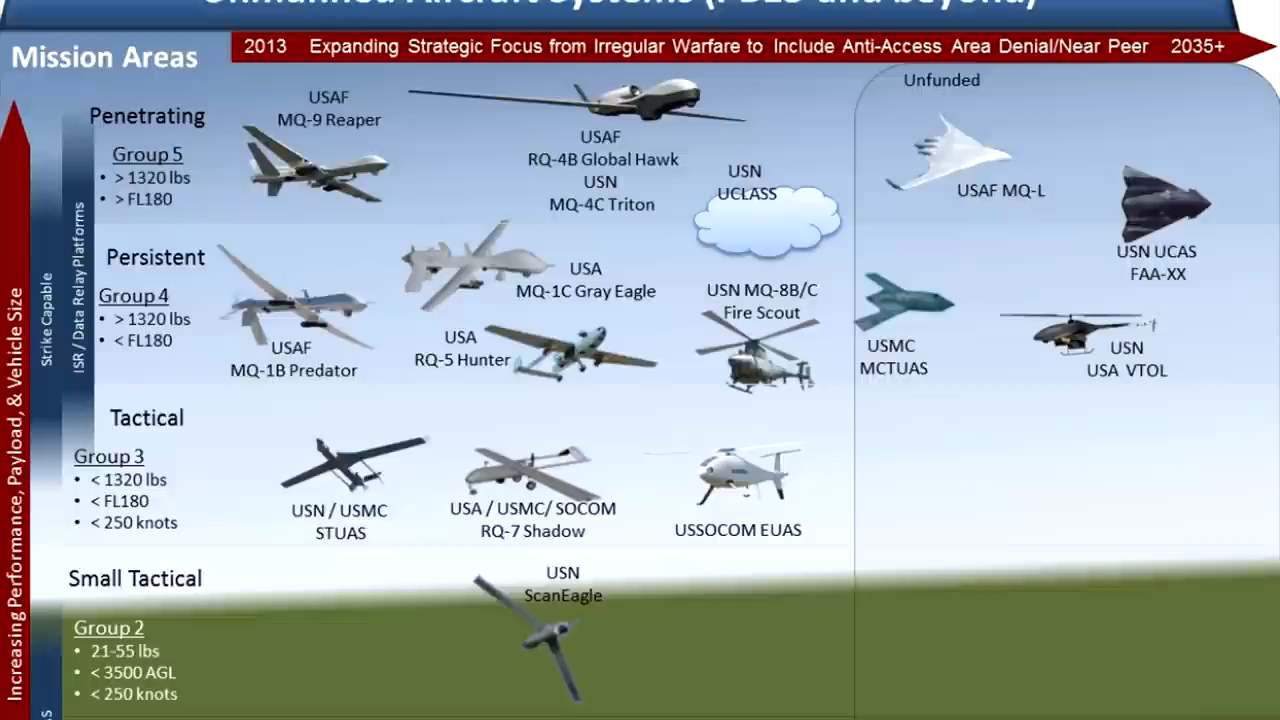 Unmanned Aircraft Systems (PB13 and beyond)
Mission Areas
2013 Expanding Strategic Focus from Irregular Warfare to Include Anti-Access Area Denial/Near Peer 2035+
Increasing Performance, Payload, & Vehicle Size
Strike Capable
ISR / Data Relay Platforms
Penetrating
Group 5
• > 1320 lbs
• > FL180
USAF
MQ-9 Reaper
USAF
RQ-4B Global Hawk
USN
MQ-4C Triton
USN
UCLASS
Unfunded
USAF MQ-L
USN UCAS
FAA-XX
Persistent
Group 4
• > 1320 lbs
• < FL180
USAF
MQ-1B Predator
USA
MQ-1C Gray Eagle
USA
RQ-5 Hunter
USN MQ-8B/C
Fire Scout
USMC
MCTUAS
USN
USA VTOL
Tactical
Group 3
• < 1320 lbs
• < FL180
• < 250 knots
USN / USMC
STUAS
USA / USMC/ SOCOM
RQ-7 Shadow
USSOCOM EUAS
Small Tactical
Group 2
• 21-55 lbs
• < 3500 AGL
• < 250 knots
USN
ScanEagle